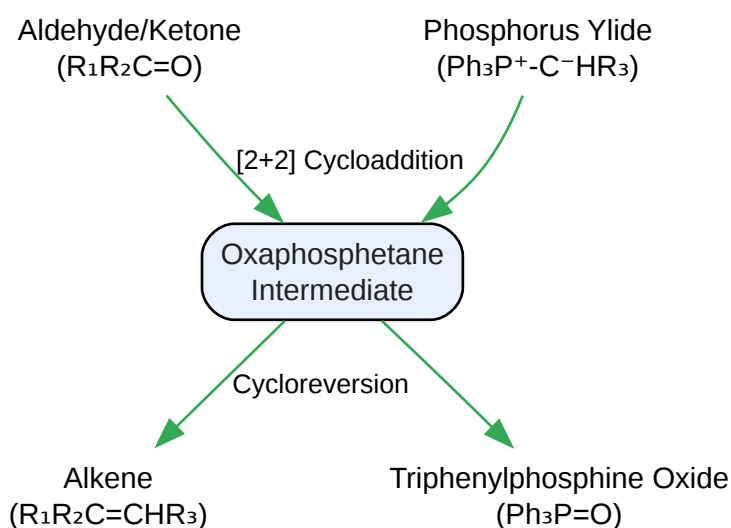 Aldehyde/Ketone
(R₁R₂C=O)
Phosphorus Ylide
(Ph₃P⁺-C⁻HR₃)
[2+2] Cycloaddition
Oxaphosphetane
Intermediate
Cycloreversion
Alkene
(R₁R₂C=CHR₃)
Triphenylphosphine Oxide
(Ph₃P=O)